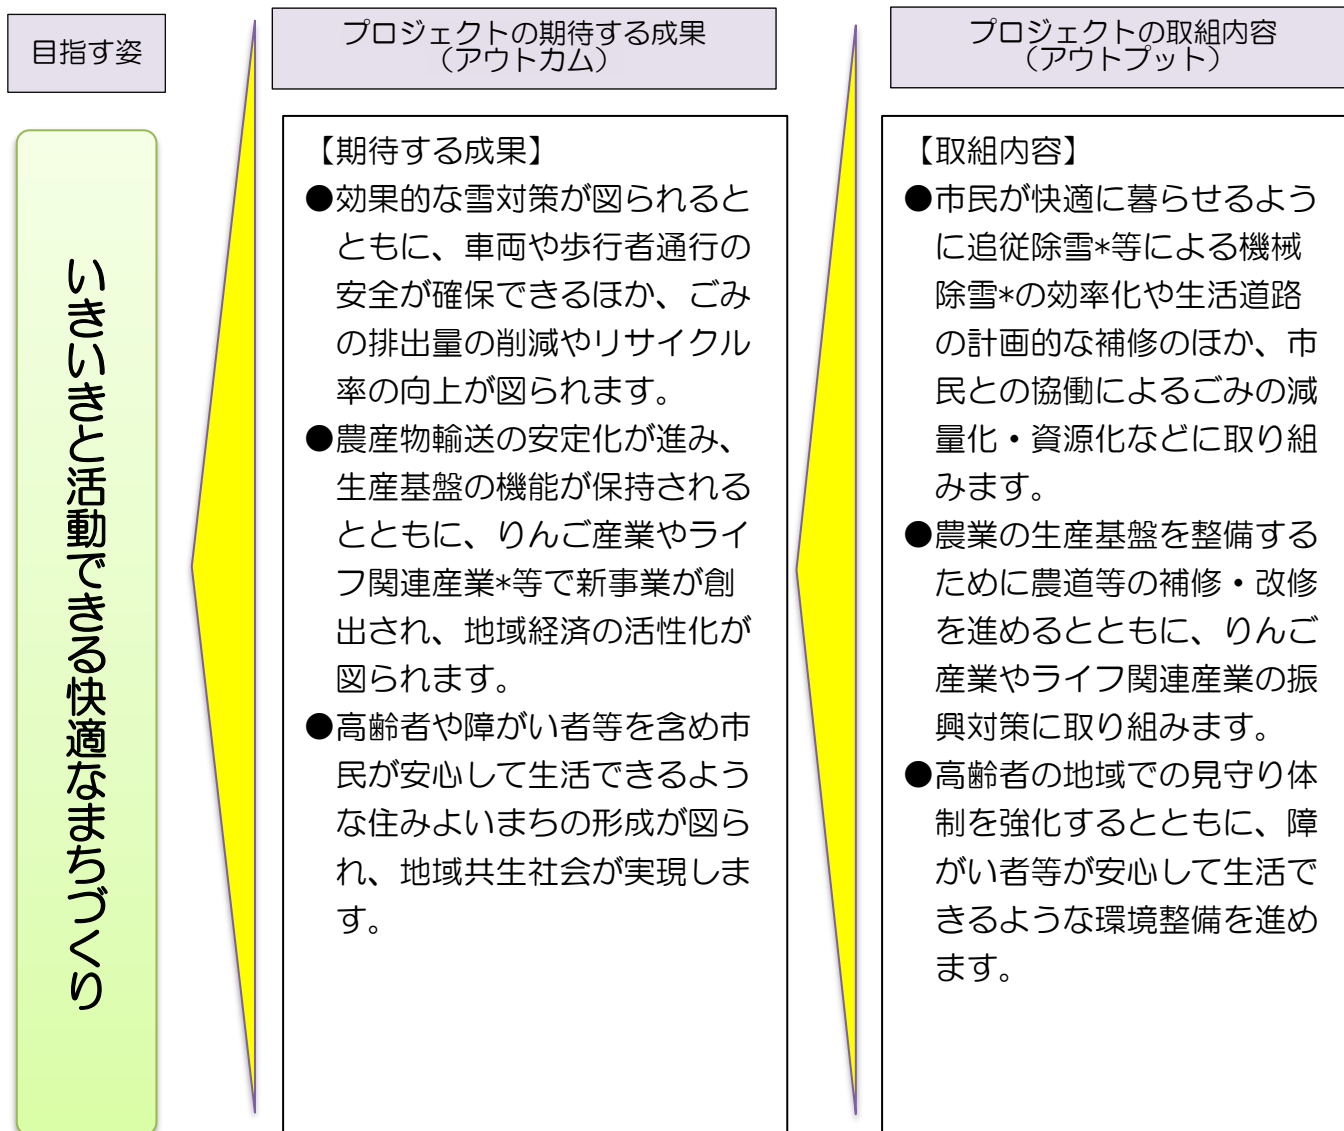 目指す姿
いきいきと活動できる快適なまちづくり
プロジェクトの期待する成果
（アウトカム）
【期待する成果】
●効果的な雪対策が図られると
ともに、車両や歩行者通行の
安全が確保できるほか、ごみ
の排出量の削減やリサイクル
率の向上が図られます。
●農産物輸送の安定化が進み、
生産基盤の機能が保持される
とともに、りんご産業やライ
フ関連産業*等で新事業が創
出され、地域経済の活性化が
図られます。
●高齢者や障がい者等を含め市
民が安心して生活できるよう
な住みよいまちの形成が図ら
れ、地域共生社会が実現しま
す。
プロジェクトの取組内容
（アウトプット）
【取組内容】
●市民が快適に暮らせるよう
に追従除雪*等による機械
除雪*の効率化や生活道路
の計画的な補修のほか、市
民との協働によるごみの減
量化・資源化などに取り組
みます。
●農業の生産基盤を整備する
ために農道等の補修・改修
を進めるとともに、りんご
産業やライフ関連産業の振
興対策に取り組みます。
●高齢者の地域での見守り体
制を強化するとともに、障
がい者等が安心して生活で
きるような環境整備を進め
ます。